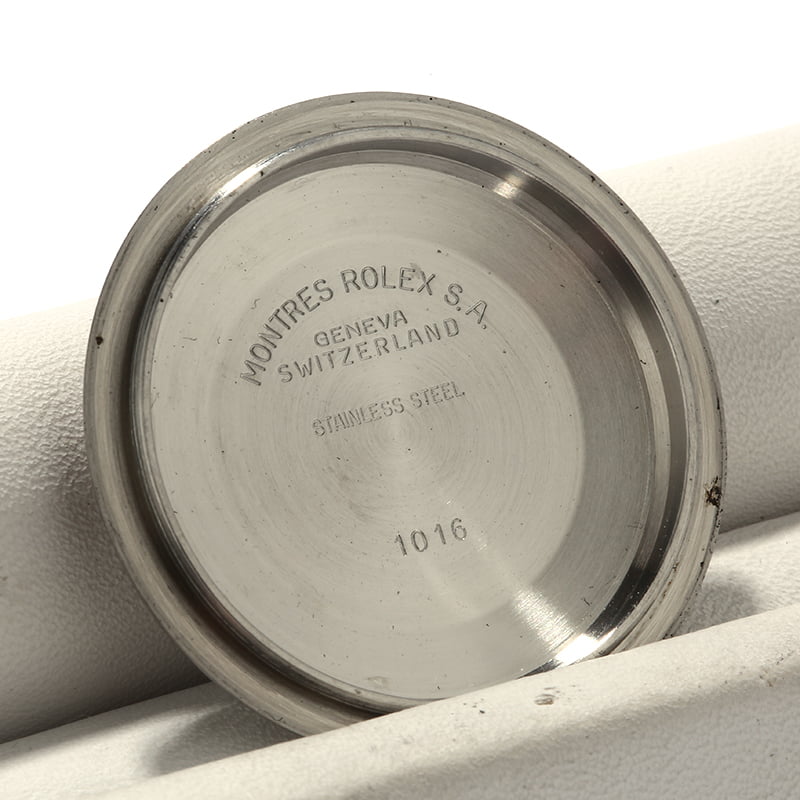 MONTRES ROLEX S.A.
GENEVA
SWITZERLAND
STAINLESS STEEL
1016